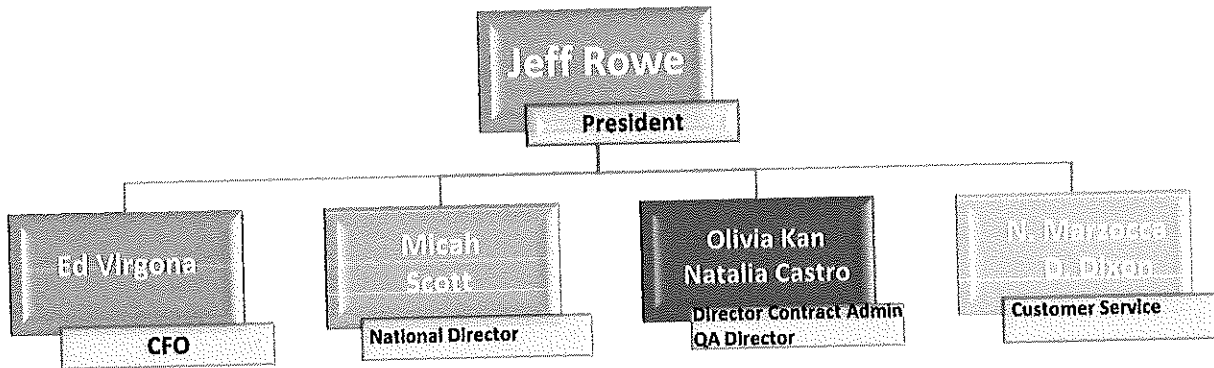 Jeff Rowe
President
Ed Virgona
CFO
Micah
Scott
National Director
Olivia Kan
Natalia Castro
Director Contract Admin
QA Director
N. Marzocca
D. Dixon
Customer Service